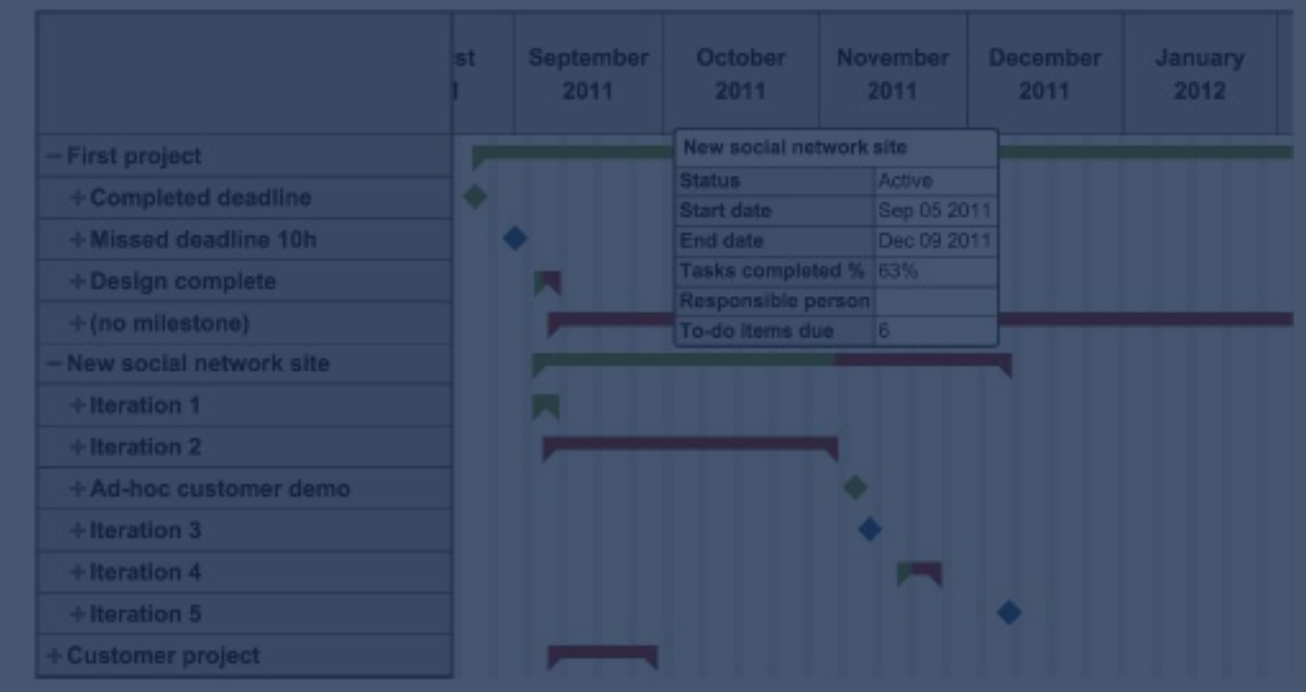 st
September
October
November
December
January
1
2011
2011
2011
2011
2012
− First project
+ Completed deadline
+ Missed deadline 10h
+ Design complete
+ (no milestone)
− New social network site
+ Iteration 1
+ Iteration 2
+ Ad-hoc customer demo
+ Iteration 3
+ Iteration 4
+ Iteration 5
+ Customer project
New social network site
Status Active
Start date Sep 05 2011
End date Dec 09 2011
Tasks completed % 63%
Responsible person
To-do items due 6